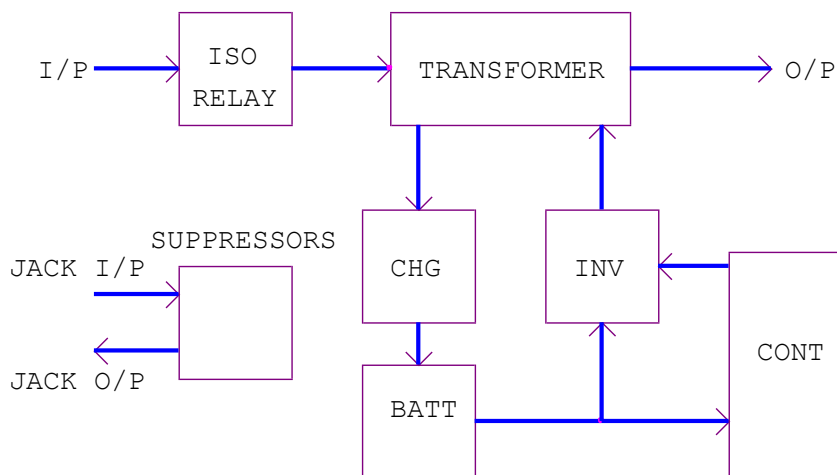 I/P
ISO
RELAY
TRANSFORMER
O/P
SUPPRESSORS
JACK I/P
JACK O/P
CHG
INV
BATT
CONT